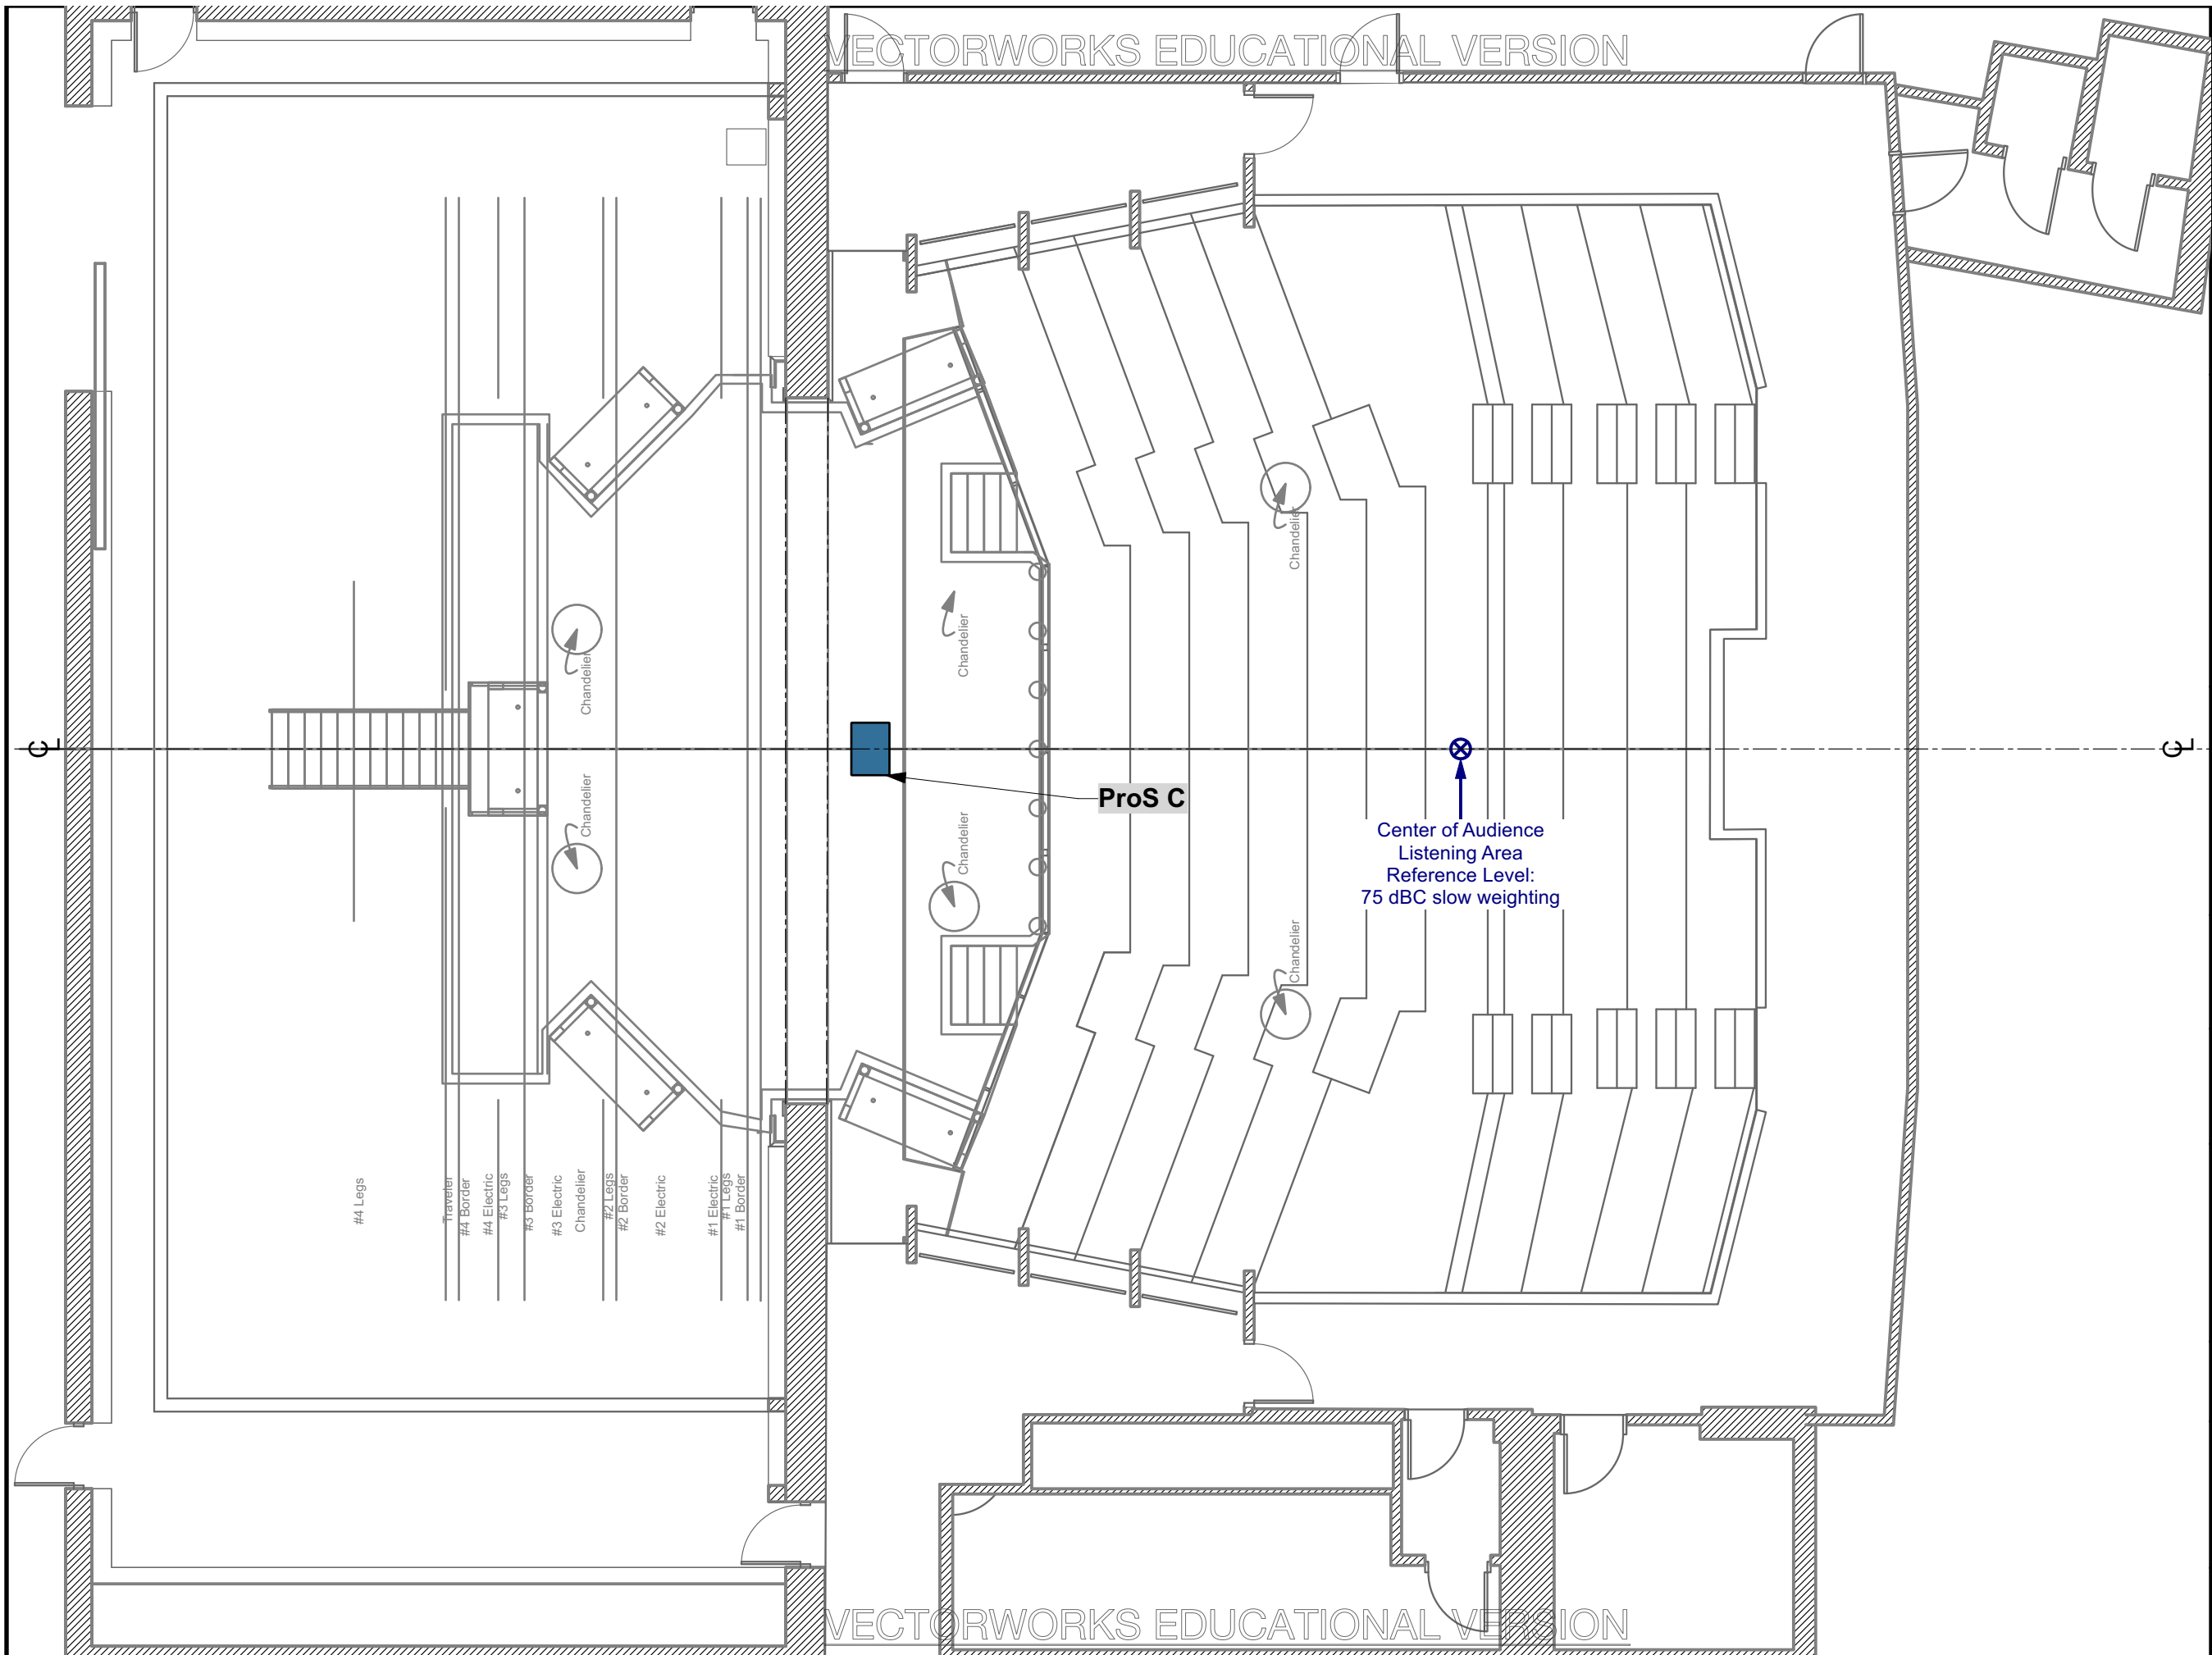 VECTORWORKS EDUCATIONAL VERSION
Chandelier
Chandelier
Chandelier
CL
CL
ProS C
Chandelier
Chandelier
Center of Audience
Listening Area
Reference Level:
75 dBC slow weighting
Chandelier
#4 Legs
Traveler
#4 Border
#4 Electric
#3 Legs
#3 Border
#3 Electric
Chandelier
#2 Legs
#2 Border
#2 Electric
#1 Electric
#1 Legs
#1 Border
VECTORWORKS EDUCATIONAL VERSION